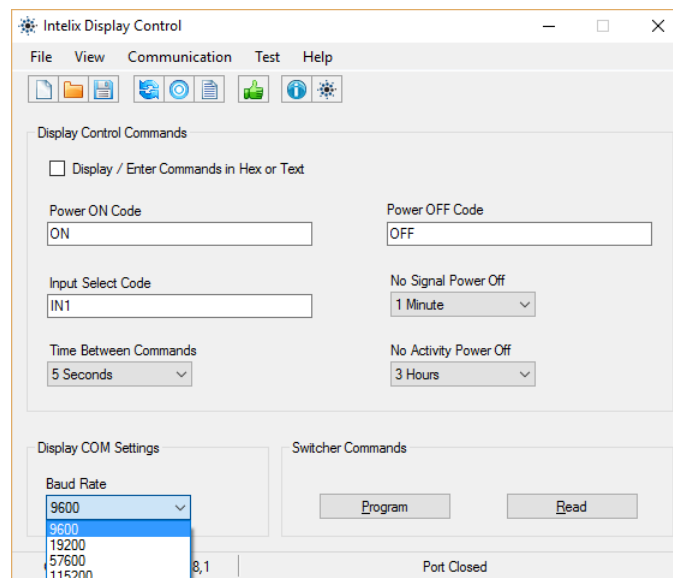 Intelix Display Control
File View Communication Test Help
Display Control Commands
Display / Enter Commands in Hex or Text
Power ON Code
Power OFF Code
ON
OFF
Input Select Code
No Signal Power Off
IN1
1 Minute
Time Between Commands
No Activity Power Off
5 Seconds
3 Hours
Display COM Settings
Switcher Commands
Baud Rate
9600
Program
Read
9600
19200
57600
115200
8,1
Port Closed